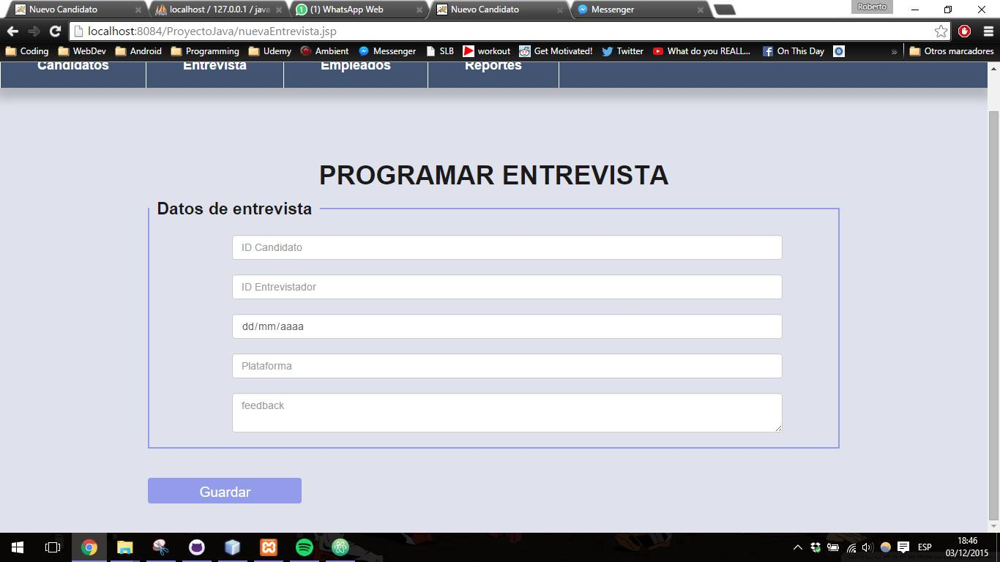 Nuevo Candidato
localhost / 127.0.0.1 / java
(1) WhatsApp Web
Nuevo Candidato
Messenger
Roberto
localhost:8084/ProyectoJava/nuevaEntrevista.jsp
Coding
WebDev
Android
Programming
Udemy
Ambient
Messenger
SLB
workout
Get Motivated!
Twitter
What do you REALL...
On This Day
»
Otros marcadores
Candidatos
Entrevista
Empleados
Reportes
PROGRAMAR ENTREVISTA
Datos de entrevista
ID Candidato
ID Entrevistador
dd/mm/aaaa
Plataforma
feedback
Guardar
ESP
18:46
03/12/2015